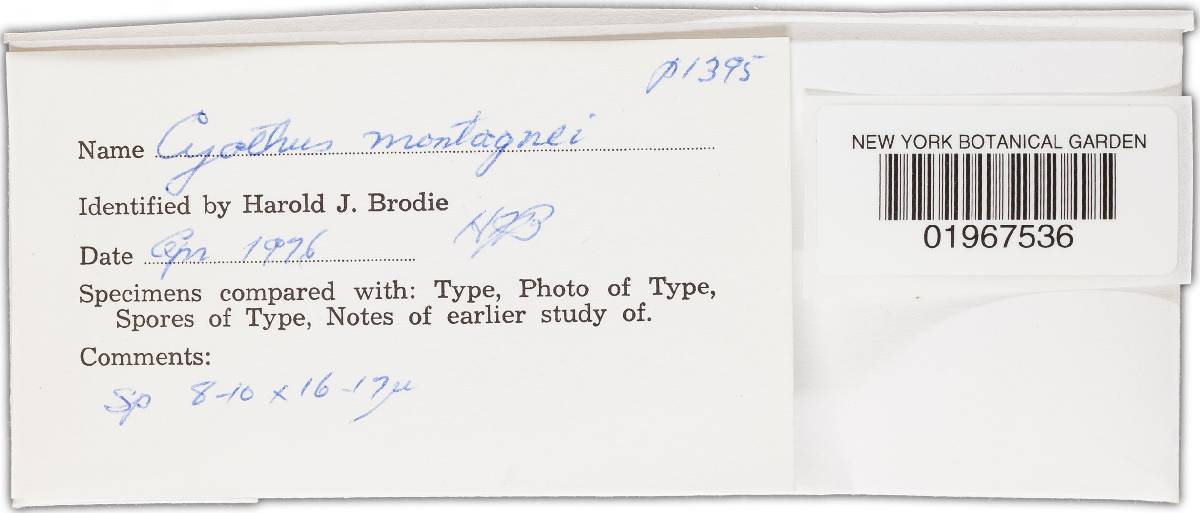 p1395
Name Cyathus montagnei
Identified by Harold J. Brodie
HJB
Date Apr 1976
Specimens compared with: Type, Photo of Type,
Spores of Type, Notes of earlier study of.
Comments:
Sp 8-10 x 16-17µ
NEW YORK BOTANICAL GARDEN
01967536